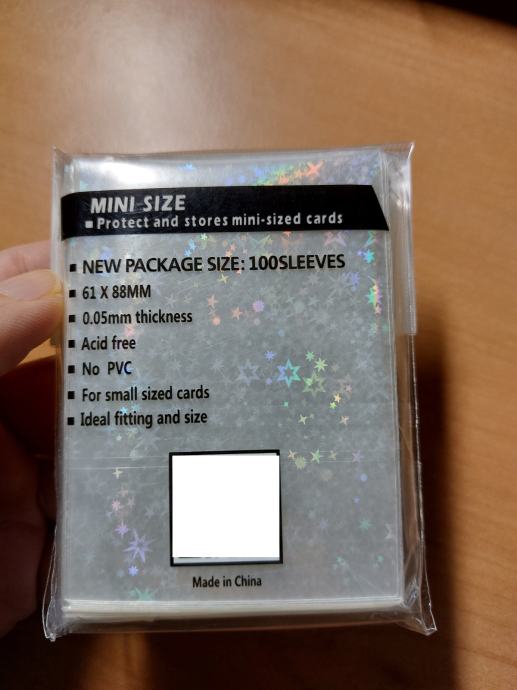 MINI SIZE
▪ Protect and stores mini-sized cards
▪ NEW PACKAGE SIZE: 100SLEEVES
▪ 61 X 88MM
▪ 0.05mm thickness
▪ Acid free
▪ No PVC
▪ For small sized cards
▪ Ideal fitting and size
Made in China